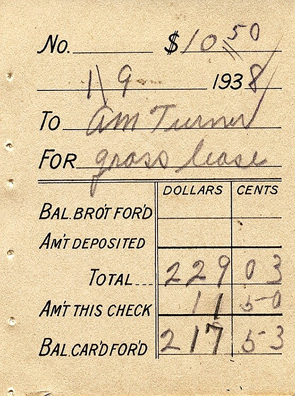 No. $10 50
1\9 1938
To Am Turner
For grass lease
DOLLARS CENTS
BAL. BRO'T FOR'D
AM'T DEPOSITED
TOTAL 229 03
AM'T THIS CHECK 11 50
BAL. CAR'D FOR'D 217 53